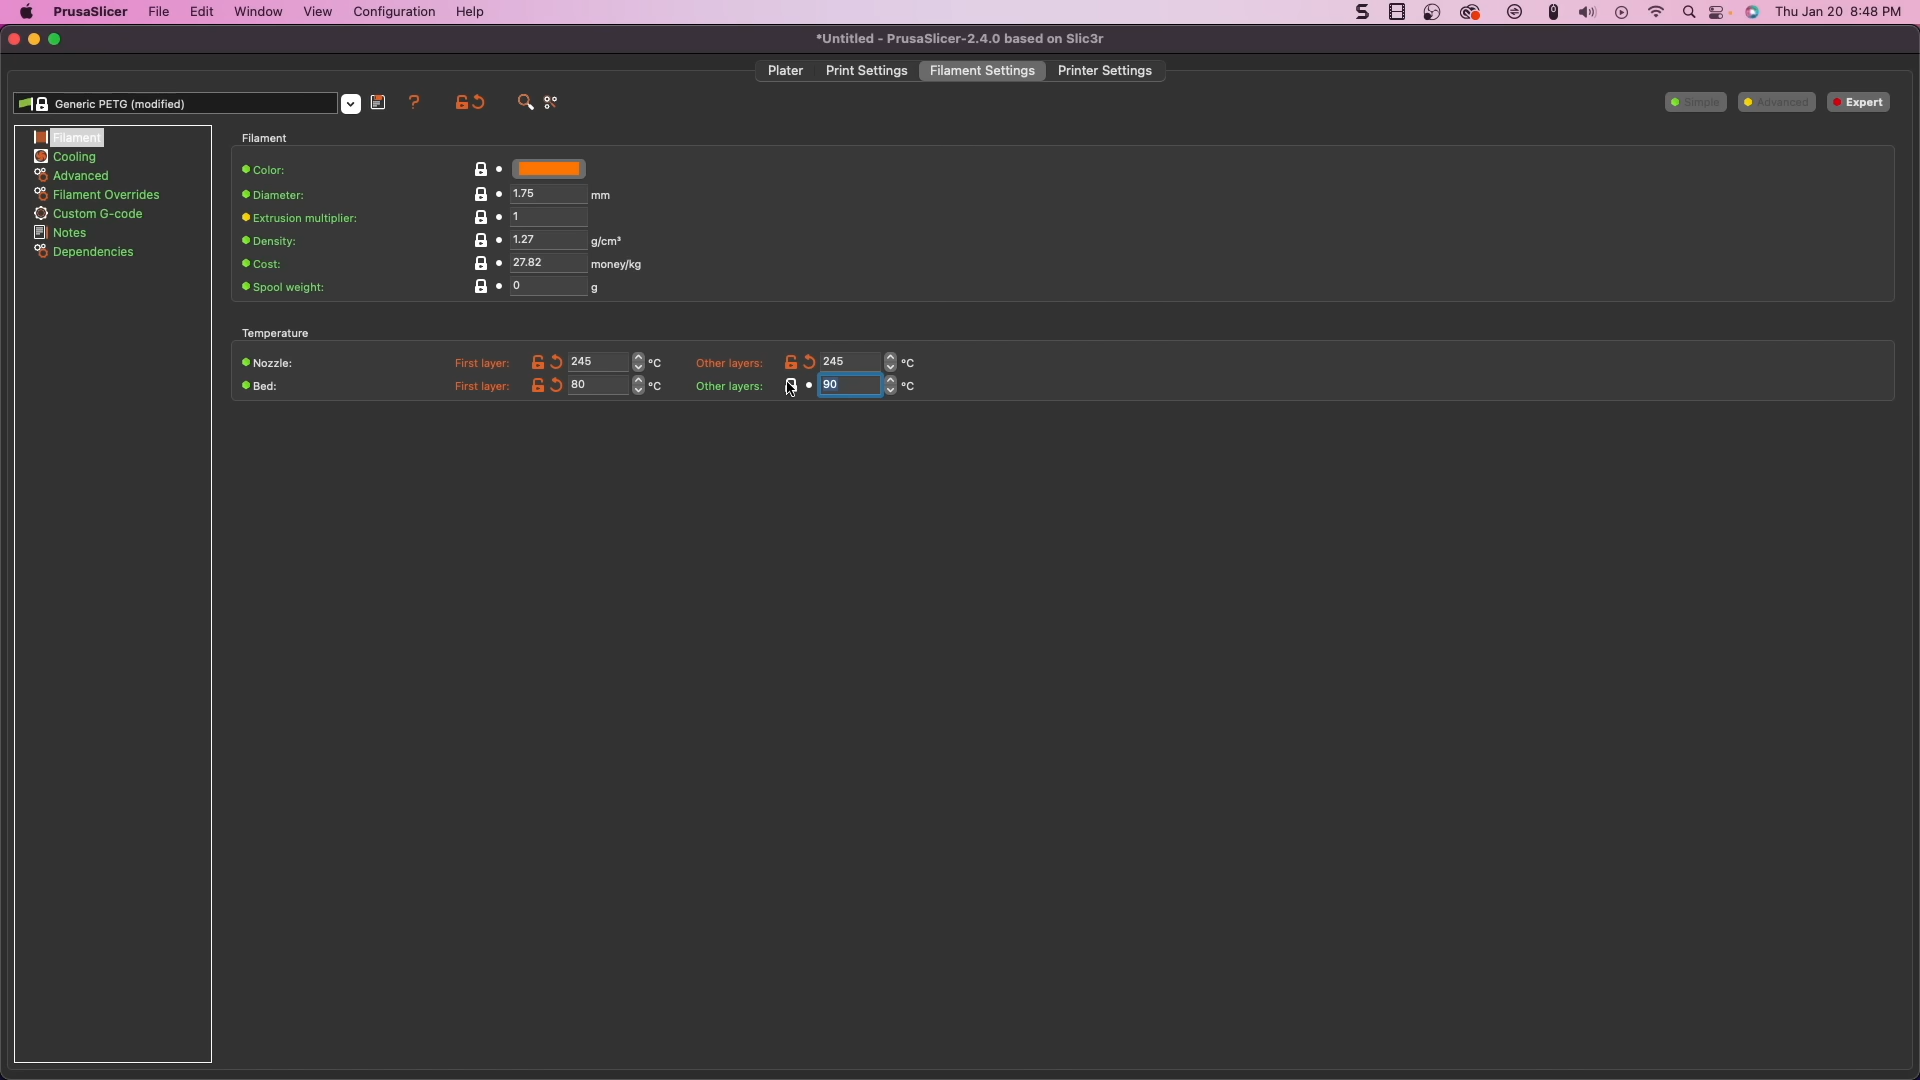 PrusaSlicer File Edit Window View Configuration Help Thu Jan 20 8:48 PM
*Untitled - PrusaSlicer-2.4.0 based on Slic3r
Plater Print Settings Filament Settings Printer Settings
Generic PETG (modified) ? Simple Advanced Expert
Filament
Cooling
Advanced
Filament Overrides
Custom G-code
Notes
Dependencies
Filament
Color:
Diameter: 1.75 mm
Extrusion multiplier: 1
Density: 1.27 g/cm³
Cost: 27.82 money/kg
Spool weight: 0 g
Temperature
Nozzle: First layer: 245 °C Other layers: 245 °C
Bed: First layer: 80 °C Other layers: 90 °C